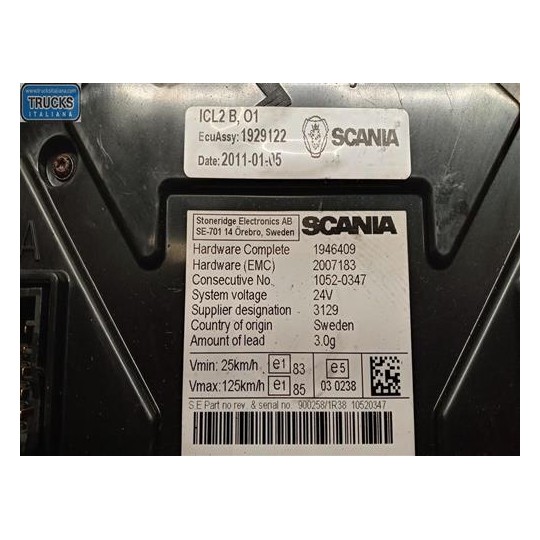 www.trucksitaliana.com
TRUCKS
ITALIANA
ICL2 B, O1
EcuAssy: 1929122
SCANIA
Date: 2011-01-05
Stoneridge Electronics AB
SE-701 14 Örebro, Sweden
SCANIA
Hardware Complete 1946409
Hardware (EMC) 2007183
Consecutive No. 1052-0347
System voltage 24V
Supplier designation 3129
Country of origin Sweden
Amount of lead 3.0g
Vmin: 25km/h e1 83 e5
Vmax: 125km/h e1 85 03 0238
S.E Part no rev. & serial no.: 900258/1R38 10520347
A